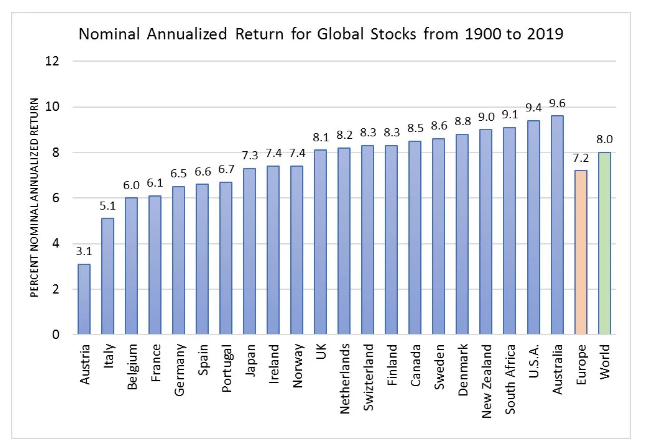 Nominal Annualized Return for Global Stocks from 1900 to 2019
PERCENT NOMINAL ANNUALIZED RETURN
12
10
8
6
4
2
0
3.1
5.1
6.0
6.1
6.5
6.6
6.7
7.3
7.4
7.4
8.1
8.2
8.3
8.3
8.5
8.6
8.8
9.0
9.1
9.4
9.6
7.2
8.0
Austria
Italy
Belgium
France
Germany
Spain
Portugal
Japan
Ireland
Norway
UK
Netherlands
Swizterland
Finland
Canada
Sweden
Denmark
New Zealand
South Africa
U.S.A.
Australia
Europe
World